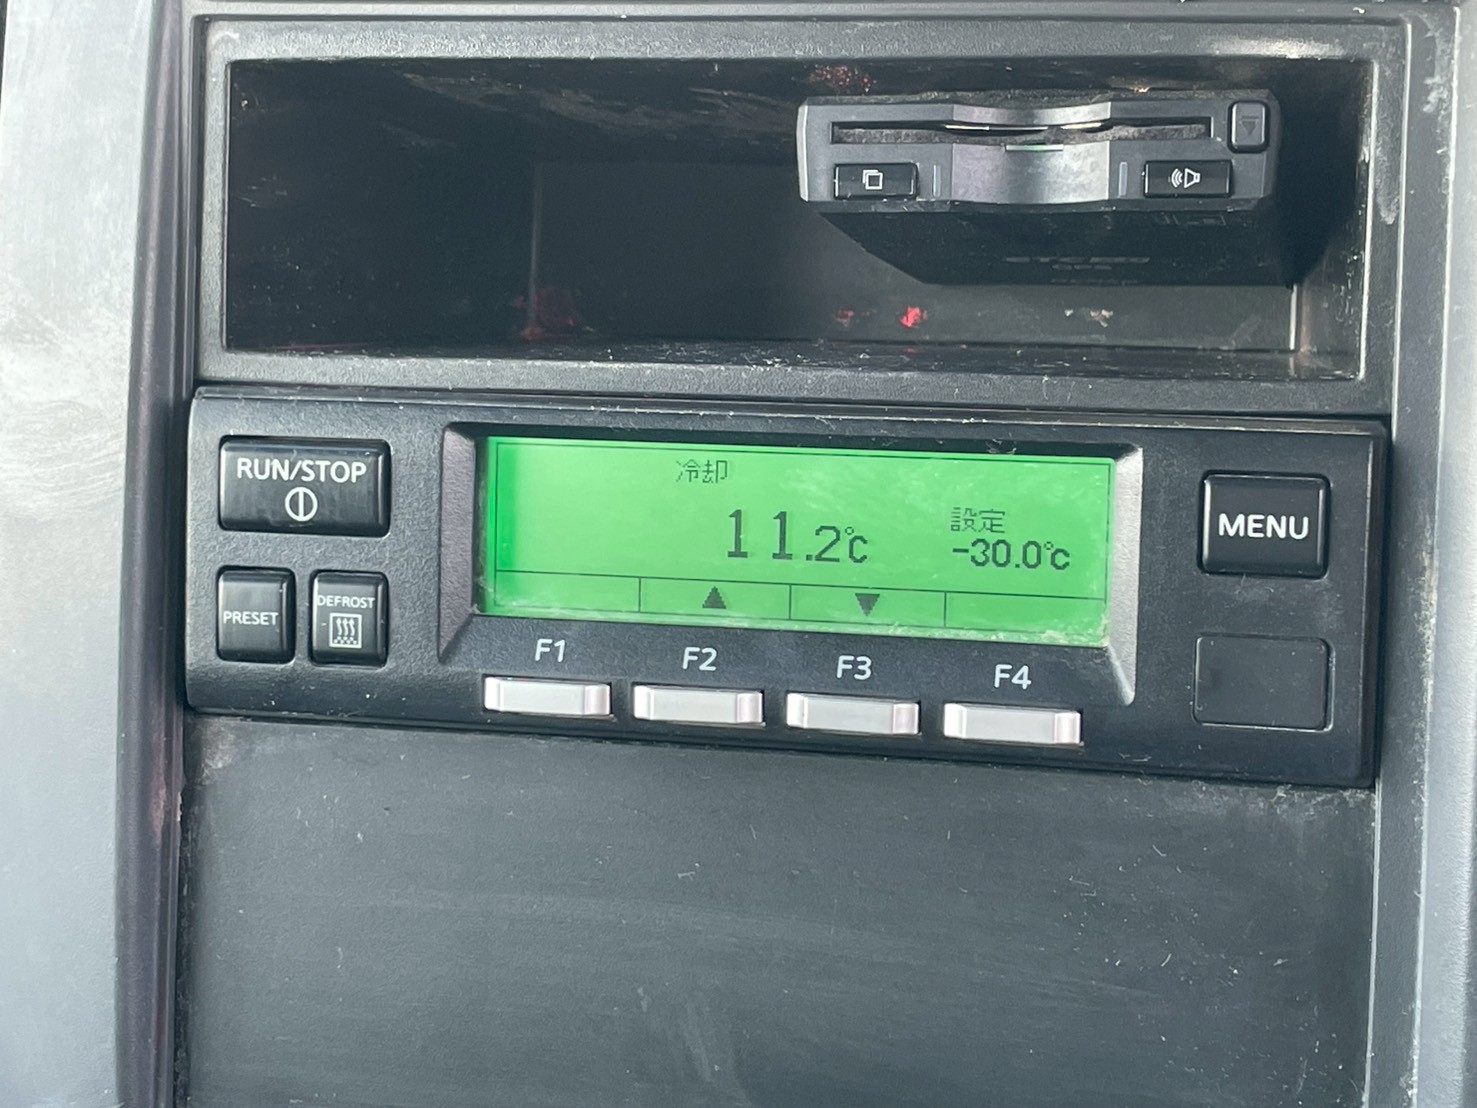 RUN/STOP
冷却
11.2℃
設定
-30.0℃
MENU
PRESET
DEFROST
▲
▼
F1
F2
F3
F4